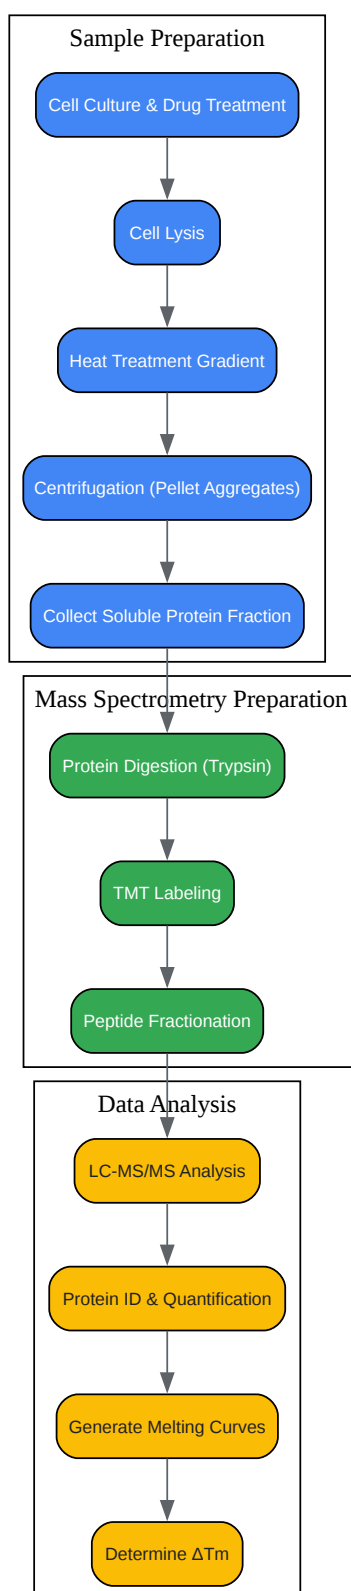 Sample Preparation
Cell Culture & Drug Treatment
Cell Lysis
Heat Treatment Gradient
Centrifugation (Pellet Aggregates)
Collect Soluble Protein Fraction
Mass Spectrometry Preparation
Protein Digestion (Trypsin)
TMT Labeling
Peptide Fractionation
Data Analysis
LC-MS/MS Analysis
Protein ID & Quantification
Generate Melting Curves
Determine ΔTm